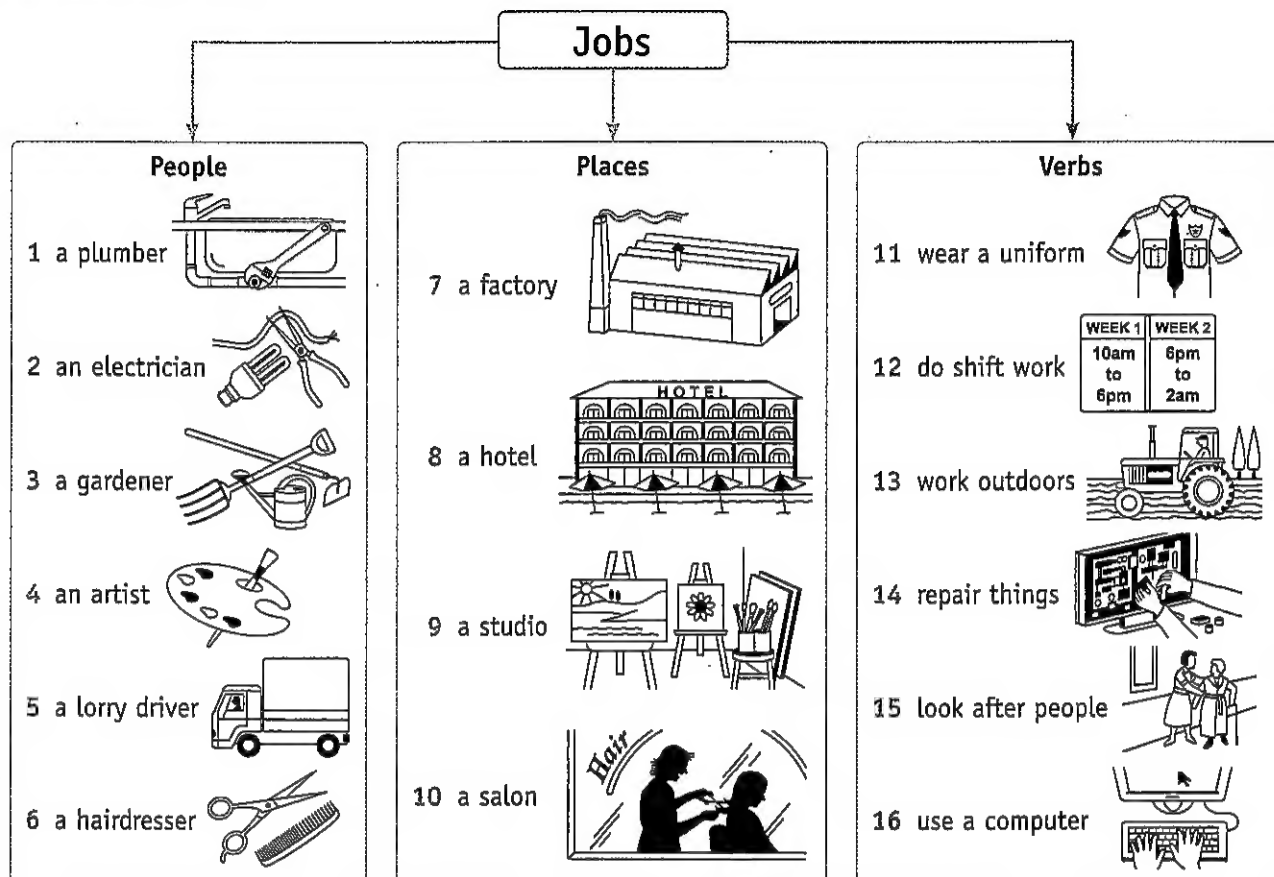 Jobs
People
1 a plumber
2 an electrician
3 a gardener
4 an artist
5 a lorry driver
6 a hairdresser
Places
7 a factory
HOTEL
8 a hotel
9 a studio
Hair
10 a salon
Verbs
11 wear a uniform
WEEK 1 WEEK 2
10am 6pm
to to
6pm 2am
12 do shift work
13 work outdoors
14 repair things
15 look after people
16 use a computer